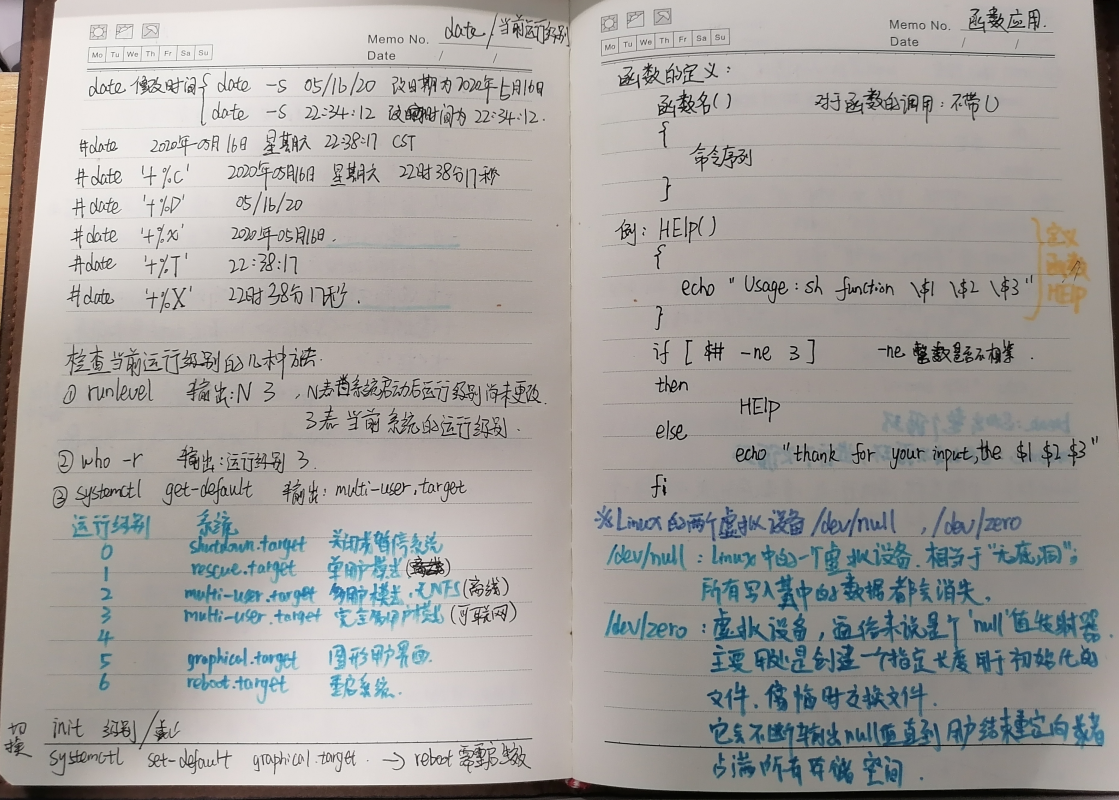 Mo Tu We Th Fr Sa Su
Memo No. date/当前运行级别
Date / /
date 修改时间 { date -s 05/16/20 改日期为2020年5月16日
date -s 22:34:12 改时间为 22:34:12.
#date 2020年05月16日 星期六 22:38:17 CST
#date '+%c' 2020年05月16日 星期六 22时38分17秒
#date '+%D' 05/16/20
#date '+%x' 2020年05月16日.
#date '+%T' 22:38:17
#date '+%X' 22时38分17秒.
检查当前运行级别的几种方法.
① runlevel 输出:N 3 , N表首系统启动后运行级别尚未更改.
3表当前系统的运行级别.
② who -r 输出:运行级别 3.
③ systemctl get-default 输出: multi-user.target
运行级别 系统
0 shutdown.target 关闭或暂停系统
1 rescue.target 单用户模式(离线)
2 multi-user.target 多用户模式.无NFS(离线)
3 multi-user.target 完全多用户模式(可联网)
4
5 graphical.target 图形用户界面.
6 reboot.target 重启系统.
切换 init 级别/默认
systemctl set-default graphical.target. → reboot 需重启生效
Mo Tu We Th Fr Sa Su
Memo No. 函数应用.
Date / /
函数的定义:
函数名() 对于函数的调用:不带()
{
命令序列
}
例: HElp()
{
echo "Usage: sh function \$1 \$2 \$3"
}
} 定义
函数
HElp
if [ $# -ne 3 ] -ne 整数是否不相等.
then
HElp
else
echo "thank for your input,the $1 $2 $3"
fi
※Linux的两个虚拟设备 /dev/null , /dev/zero
/dev/null : Linux中的一个虚拟设备.相当于"无底洞";
所有写入其中的数据都会消失.
/dev/zero : 虚拟设备,通俗来说是个'null'值发射器.
主要用处是创建一个指定长度用于初始化的
文件.像临时交换文件.
它会不断输出null值直到用户结束重定向或者
占满所有存储空间.